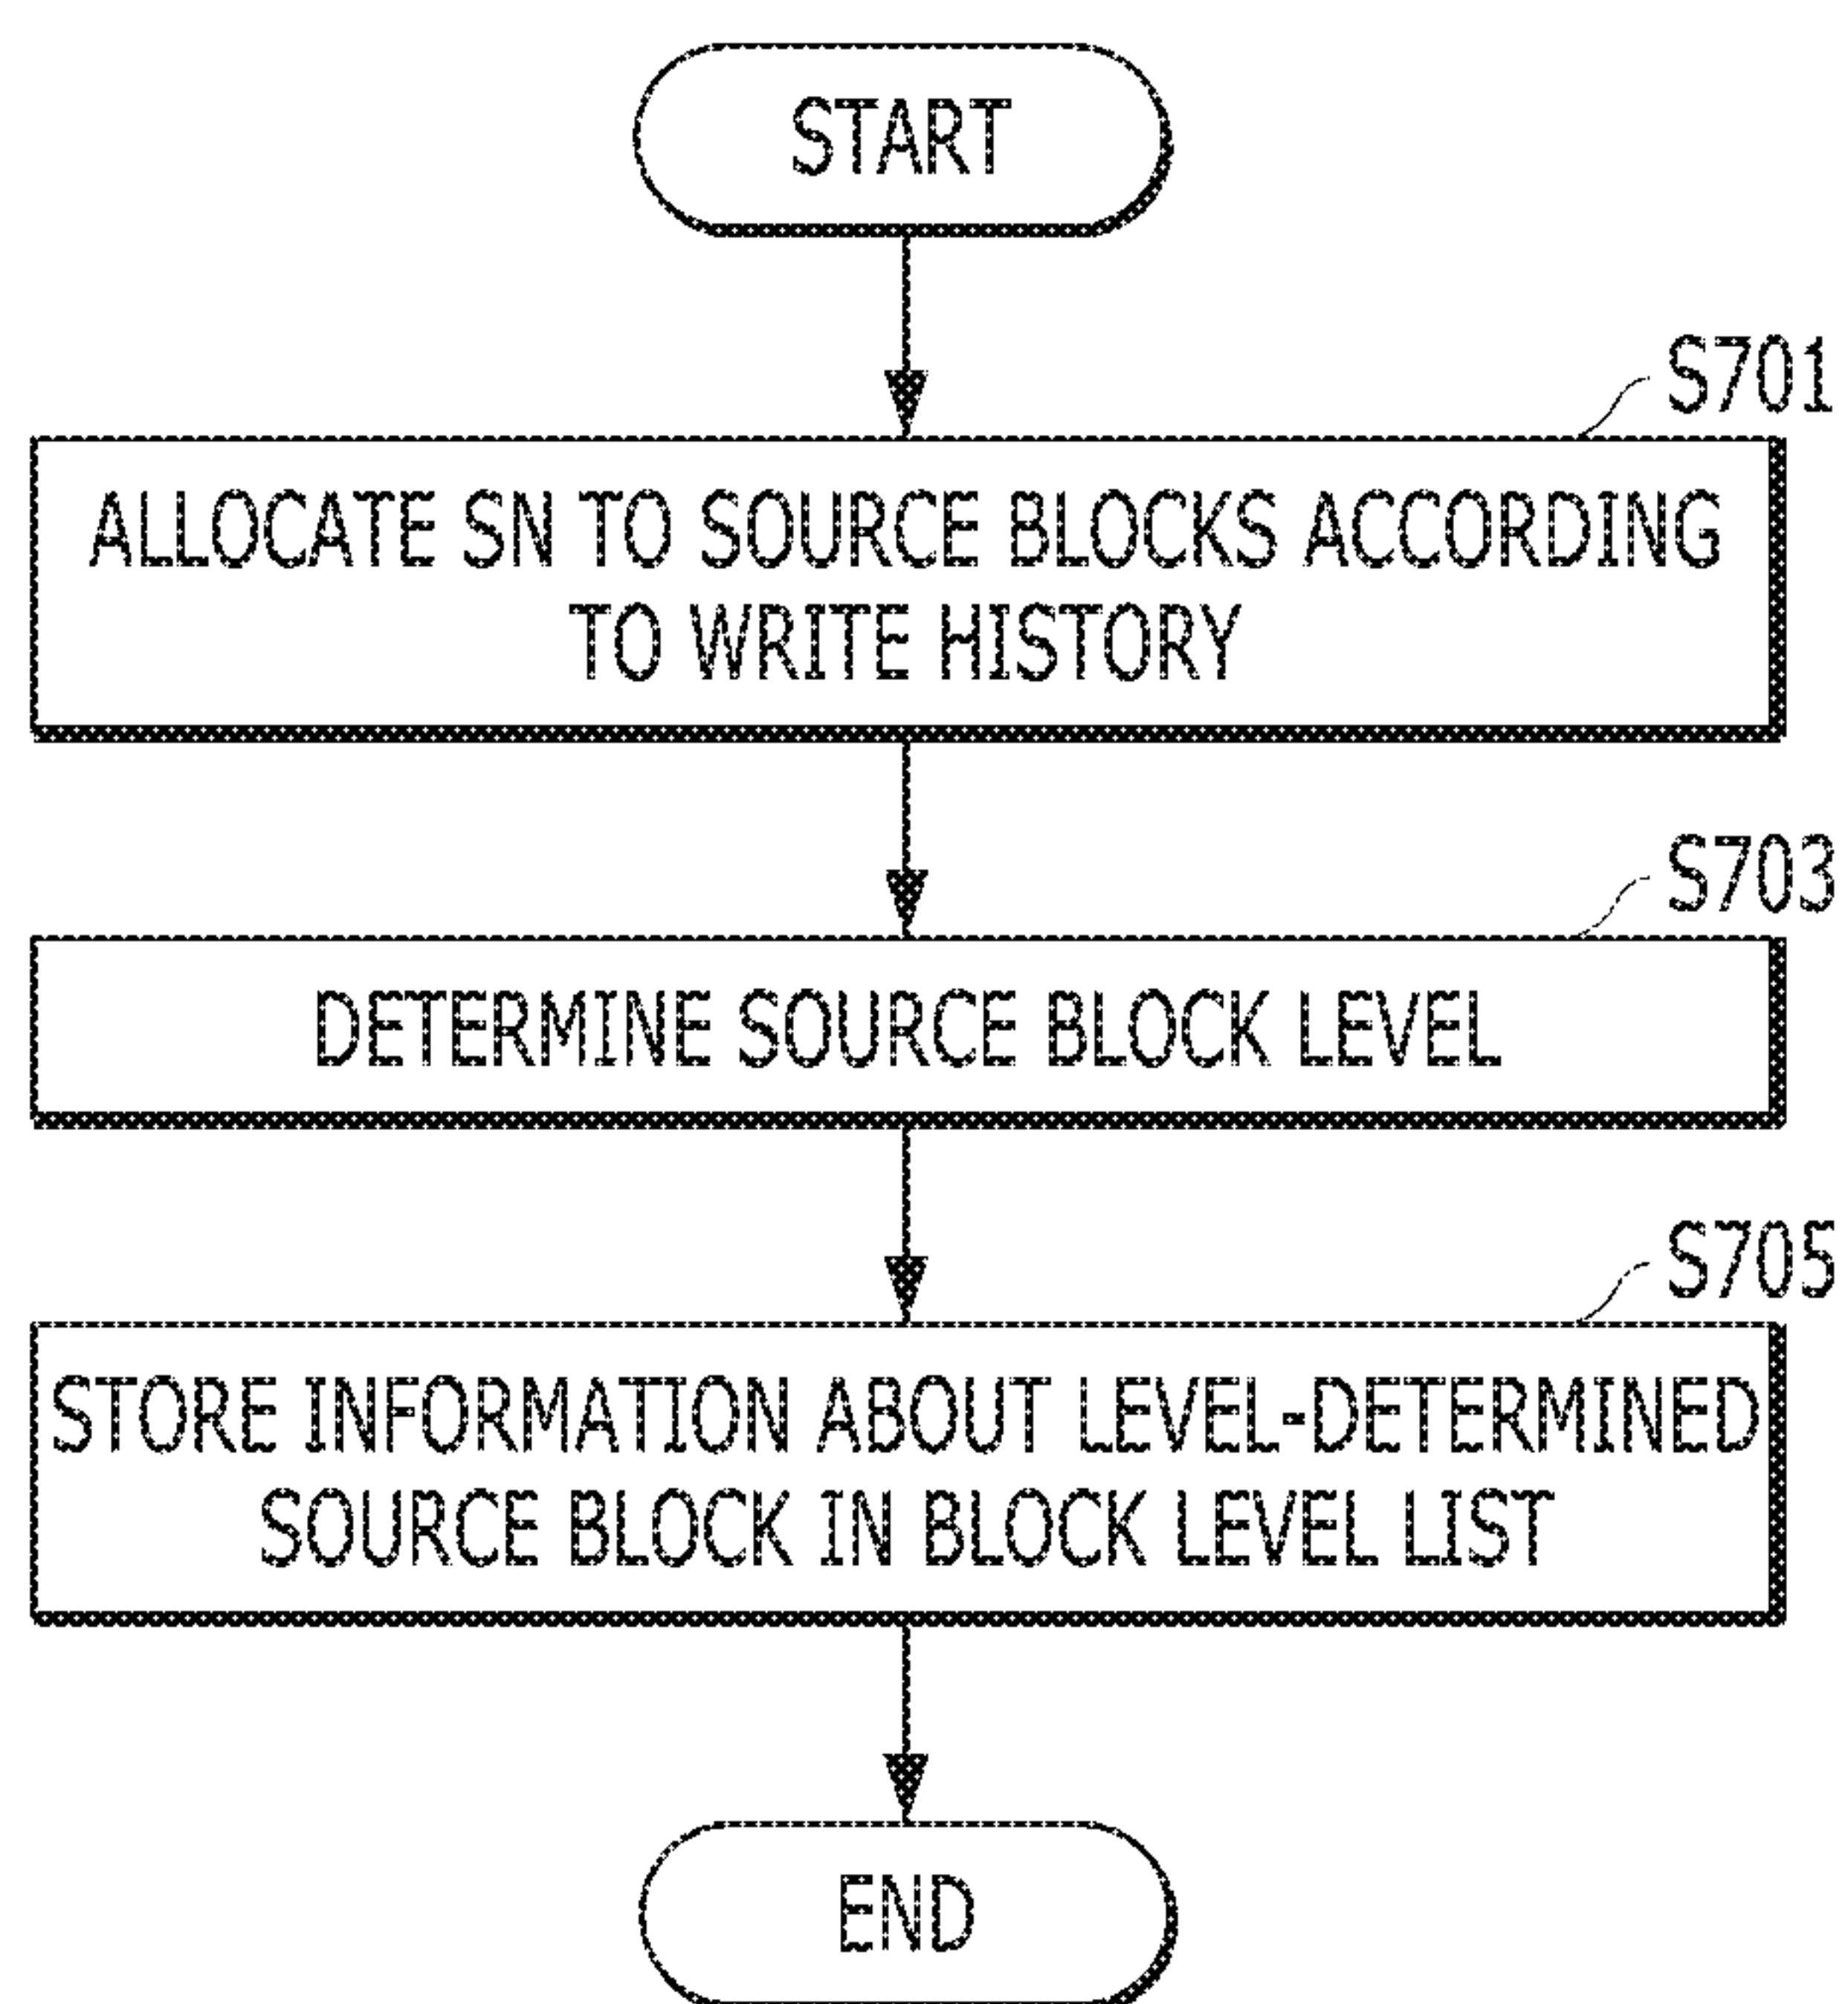 START
S701
ALLOCATE SN TO SOURCE BLOCKS ACCORDING
TO WRITE HISTORY
S703
DETERMINE SOURCE BLOCK LEVEL
S705
STORE INFORMATION ABOUT LEVEL-DETERMINED
SOURCE BLOCK IN BLOCK LEVEL LIST
END